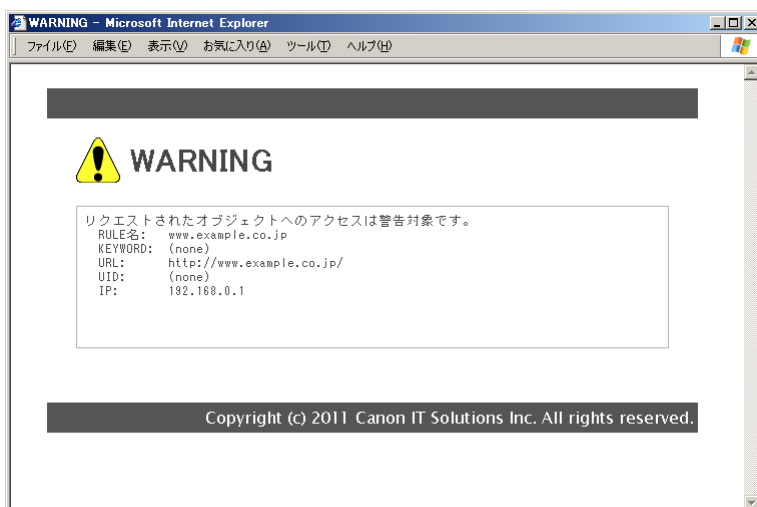 WARNING - Microsoft Internet Explorer
ファイル(F) 編集(E) 表示(V) お気に入り(A) ツール(T) ヘルプ(H)
WARNING
リクエストされたオブジェクトへのアクセスは警告対象です。
RULE名: www.example.co.jp
KEYWORD: (none)
URL: http://www.example.co.jp/
UID: (none)
IP: 192.168.0.1
Copyright (c) 2011 Canon IT Solutions Inc. All rights reserved.